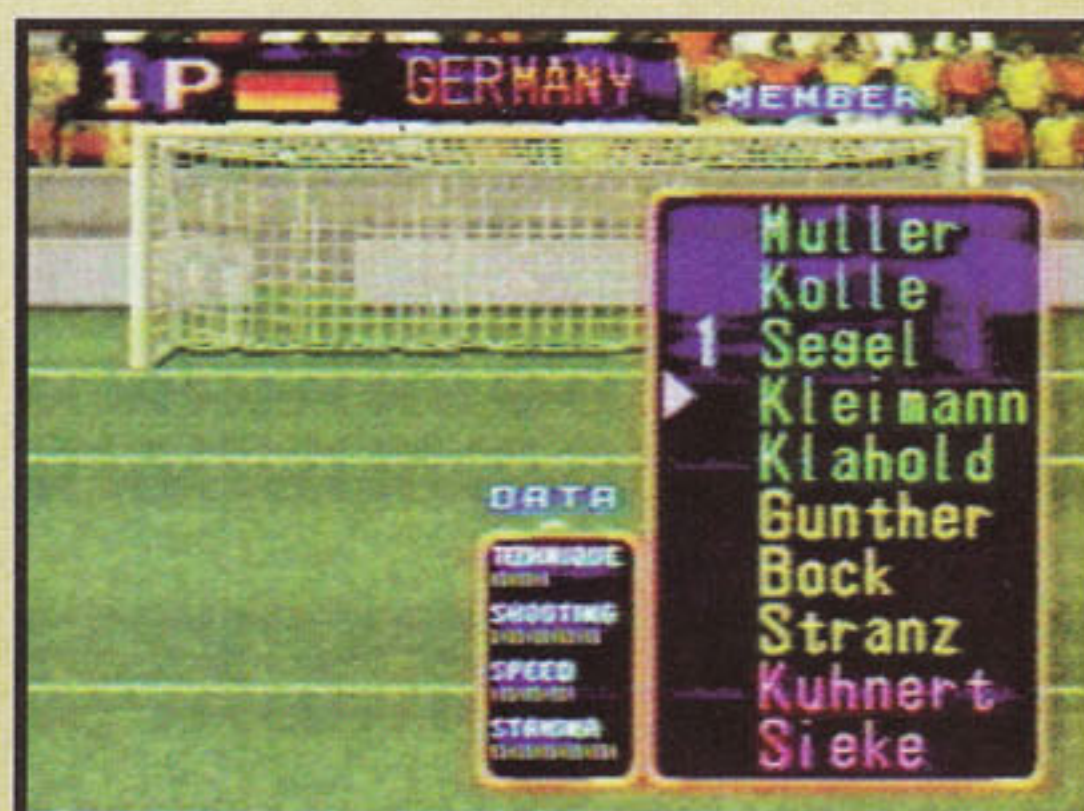 1P GERMANY
MEMBER
Muller
Kolle
1 Segel
Kleimann
Klahold
Gunther
Bock
Stranz
Kuhnert
Sieke
DATA
TECHNIQUE
SHOOTING
SPEED
STAMINA